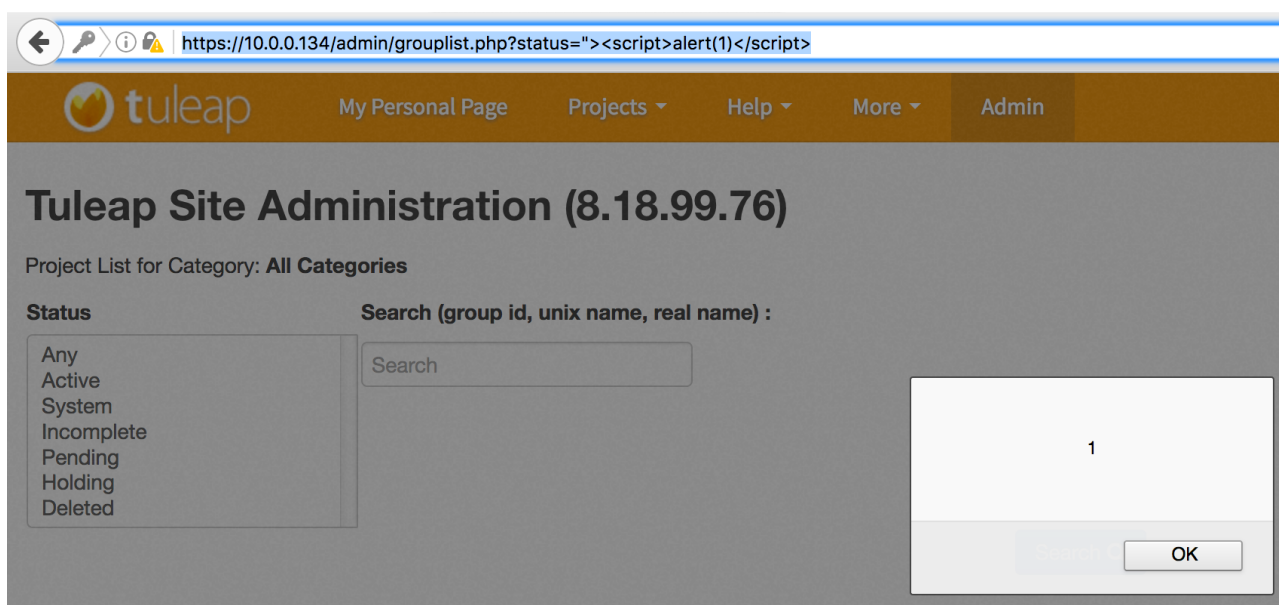 https://10.0.0.134/admin/grouplist.php?status="><script>alert(1)</script>
tuleap My Personal Page Projects Help More Admin
Tuleap Site Administration (8.18.99.76)
Project List for Category: All Categories
Status Search (group id, unix name, real name) :
Any
Active
System
Incomplete
Pending
Holding
Deleted
Search
1
OK